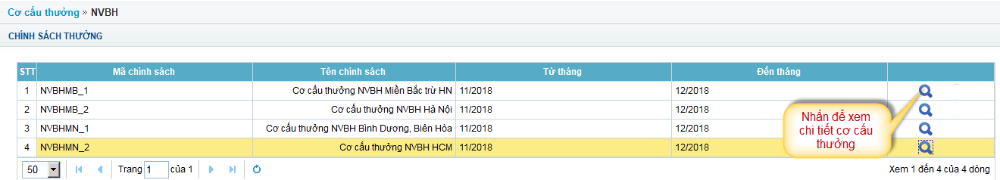 Cơ cấu thưởng » NVBH
CHÍNH SÁCH THƯỞNG
STT Mã chính sách Tên chính sách Từ tháng Đến tháng
1 NVBHMB_1 Cơ cấu thưởng NVBH Miền Bắc trừ HN 11/2018 12/2018
2 NVBHMB_2 Cơ cấu thưởng NVBH Hà Nội 11/2018 12/2018
3 NVBHMN_1 Cơ cấu thưởng NVBH Bình Dương, Biên Hòa 11/2018 12/2018
4 NVBHMN_2 Cơ cấu thưởng NVBH HCM 11/2018 12/2018
Nhấn để xem
chi tiết cơ cấu
thưởng
50 Trang 1 của 1 Xem 1 đến 4 của 4 dòng